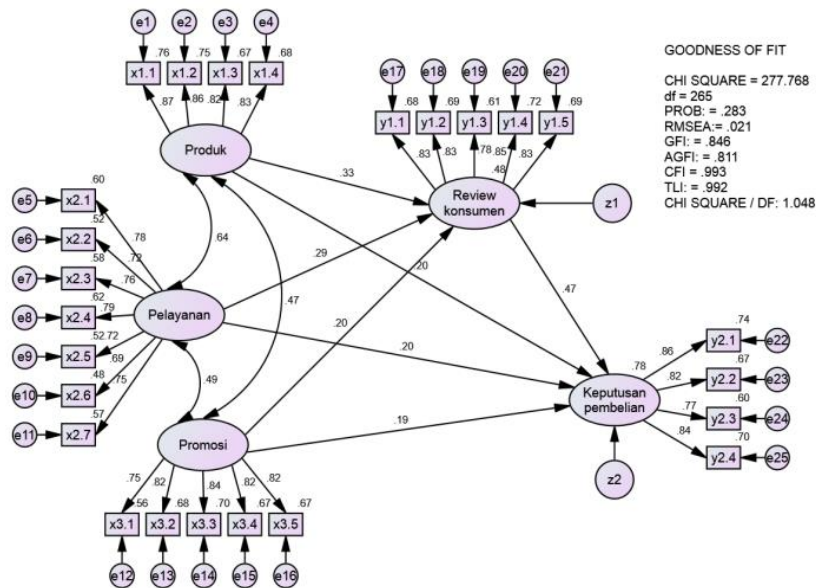 e1 e2 e3 e4
.76 .75 .67 .68
x1.1 x1.2 x1.3 x1.4
.87 .86 .82 .83
Produk
e17 e18 e19 e20 e21
.68 .69 .61 .72 .69
y1.1 y1.2 y1.3 y1.4 y1.5
.83 .83 .78 .85 .83
.48
Review
konsumen
z1
GOODNESS OF FIT
CHI SQUARE = 277.768
df = 265
PROB: = .283
RMSEA:= .021
GFI: = .846
AGFI: = .811
CFI: = .993
TLI: = .992
CHI SQUARE / DF: 1.048
.33
.64
.29
.20
.47
.47
.20
.20
.49
.19
.60
e5 x2.1
.78
.52
e6 x2.2
.72
.58
e7 x2.3
.76
.62
e8 x2.4
.79
.52
e9 x2.5
.72
.48
e10 x2.6
.69
.57
e11 x2.7
.75
Pelayanan
Promosi
.75 .82 .84 .82 .82
.56 .68 .70 .67 .67
x3.1 x3.2 x3.3 x3.4 x3.5
e12 e13 e14 e15 e16
.78
Keputusan
pembelian
z2
.86
.74
y2.1 e22
.82
.67
y2.2 e23
.77
.60
y2.3 e24
.84
.70
y2.4 e25